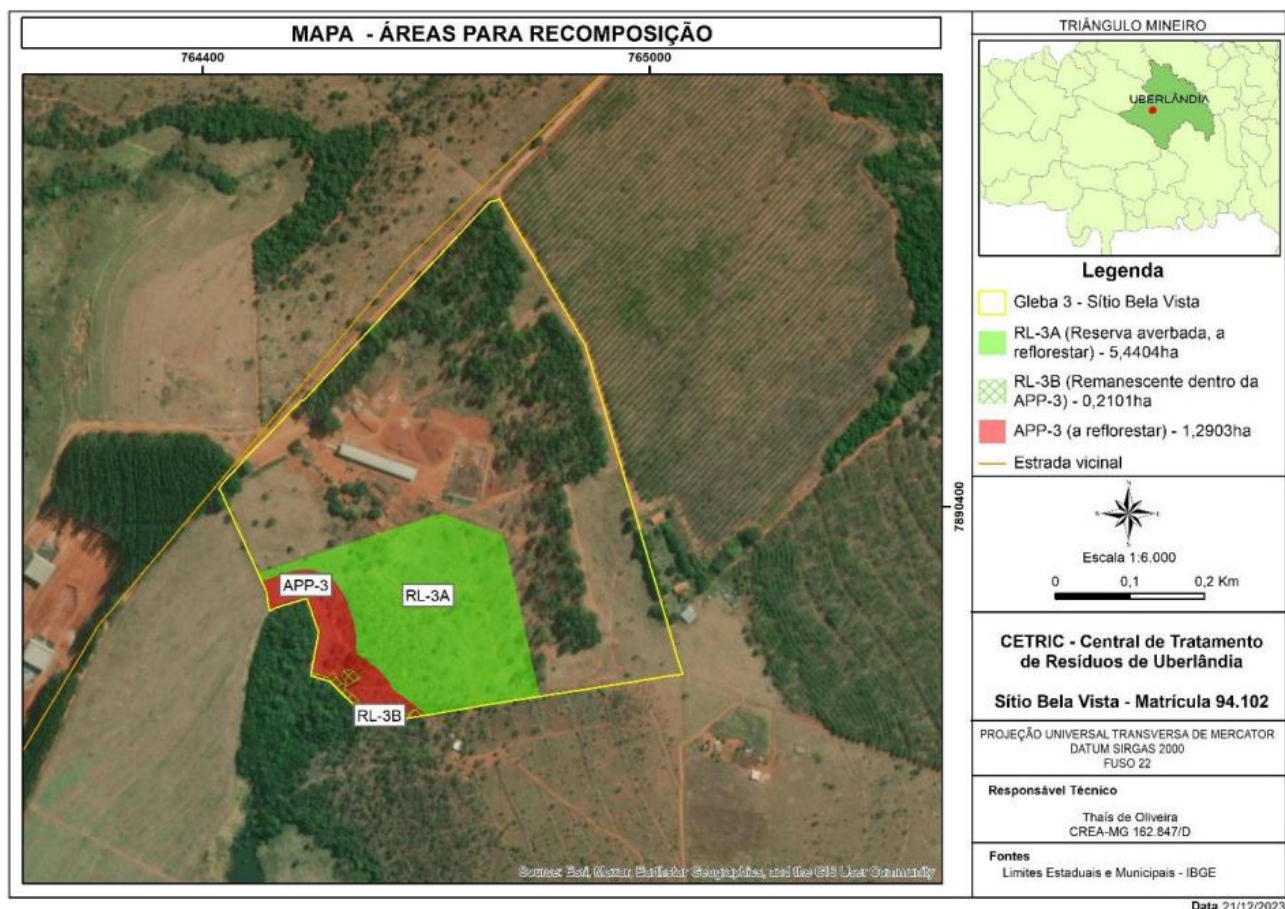 MAPA - ÁREAS PARA RECOMPOSIÇÃO
764400
765000
7890400
APP-3
RL-3A
RL-3B
Source: Esri, Maxar, Earthstar Geographics, and the GIS User Community
TRIÂNGULO MINEIRO
UBERLÂNDIA
Legenda
Gleba 3 - Sítio Bela Vista
RL-3A (Reserva averbada, a
reflorestar) - 5,4404ha
RL-3B (Remanescente dentro da
APP-3) - 0,2101ha
APP-3 (a reflorestar) - 1,2903ha
Estrada vicinal
N
W
E
S
Escala 1:6.000
0 0,1 0,2 Km
CETRIC - Central de Tratamento
de Resíduos de Uberlândia
Sítio Bela Vista - Matrícula 94.102
PROJEÇÃO UNIVERSAL TRANSVERSA DE MERCATOR
DATUM SIRGAS 2000
FUSO 22
Responsável Técnico
Thaís de Oliveira
CREA-MG 162.847/D
Fontes
Limites Estaduais e Municipais - IBGE
Data 21/12/2023